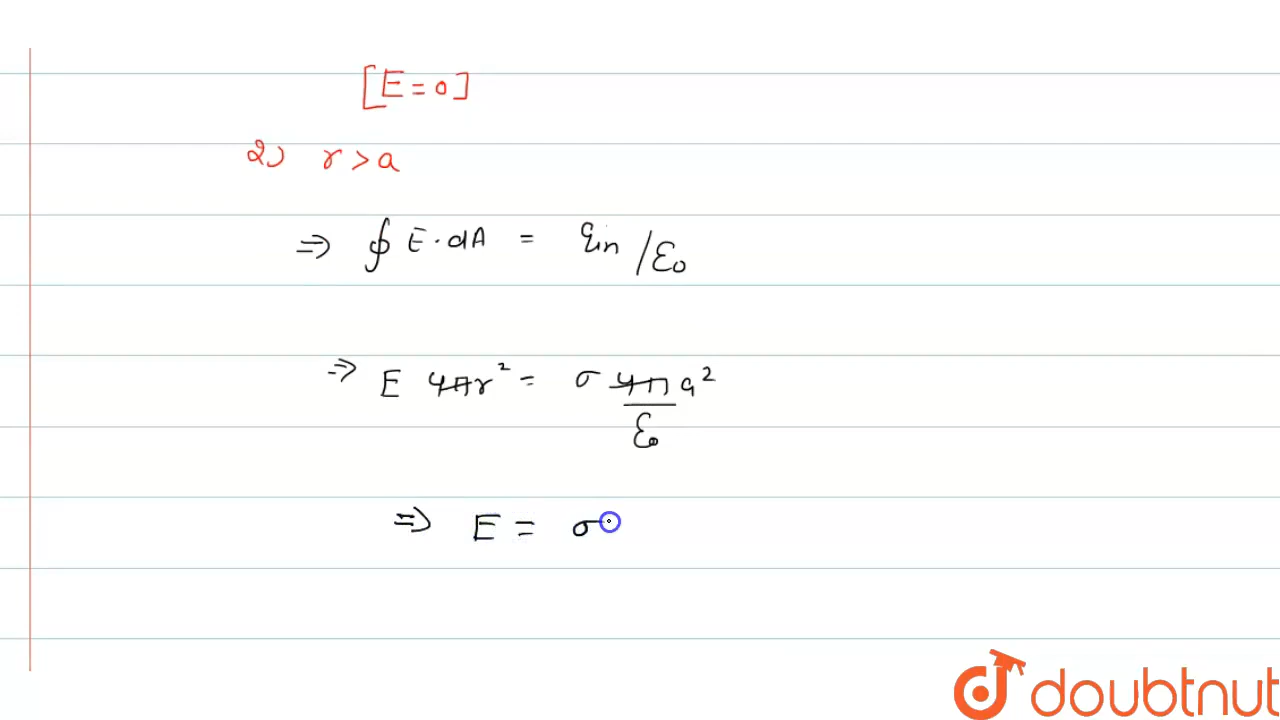 [E = 0]
2) r > a
⇒ ∮ E · dA = qin / ε0
⇒ E 4πr² = σ 4π a² / ε0
⇒ E = σ
doubtnut